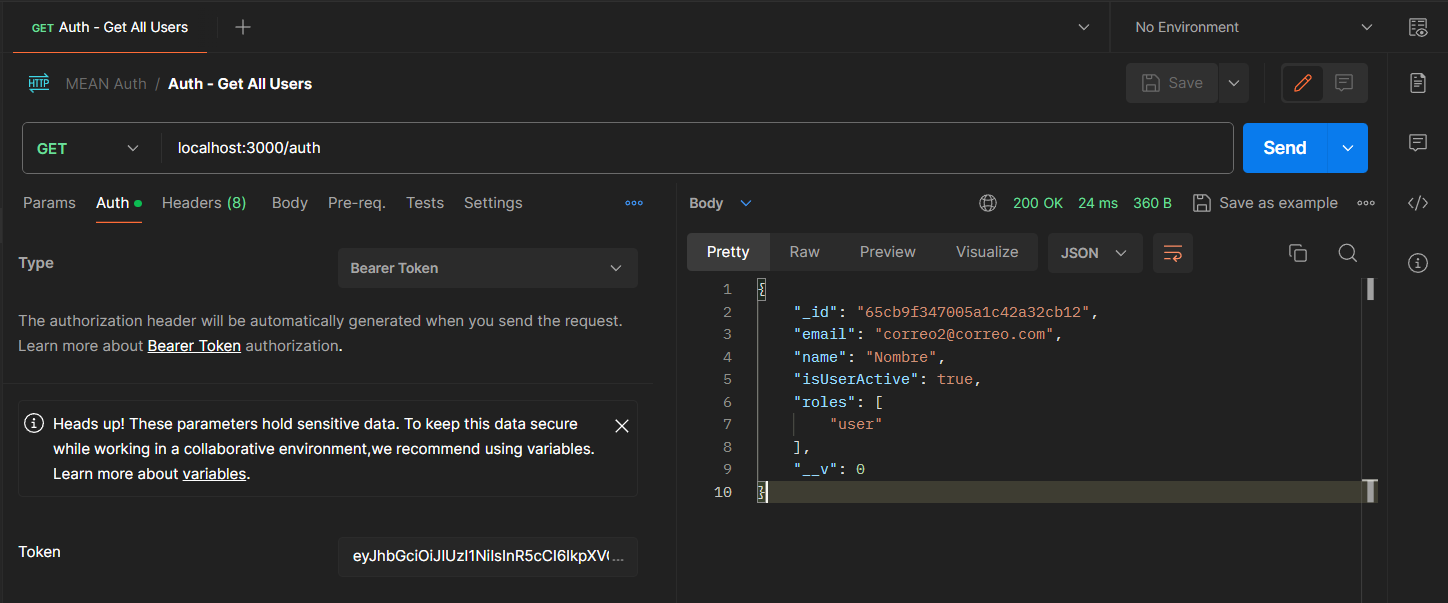 GET Auth - Get All Users
No Environment
HTTP MEAN Auth / Auth - Get All Users
Save
GET localhost:3000/auth
Send
Params Auth Headers (8) Body Pre-req. Tests Settings
Body 200 OK 24 ms 360 B Save as example
Type
Bearer Token
The authorization header will be automatically generated when you send the request.
Learn more about Bearer Token authorization.
Heads up! These parameters hold sensitive data. To keep this data secure
while working in a collaborative environment,we recommend using variables.
Learn more about variables.
Token
eyJhbGciOiJIUzI1NiIsInR5cCI6IkpXV(...
Pretty Raw Preview Visualize JSON
1 {
2 "_id": "65cb9f347005a1c42a32cb12",
3 "email": "correo2@correo.com",
4 "name": "Nombre",
5 "isUserActive": true,
6 "roles": [
7 "user"
8 ],
9 "__v": 0
10 }